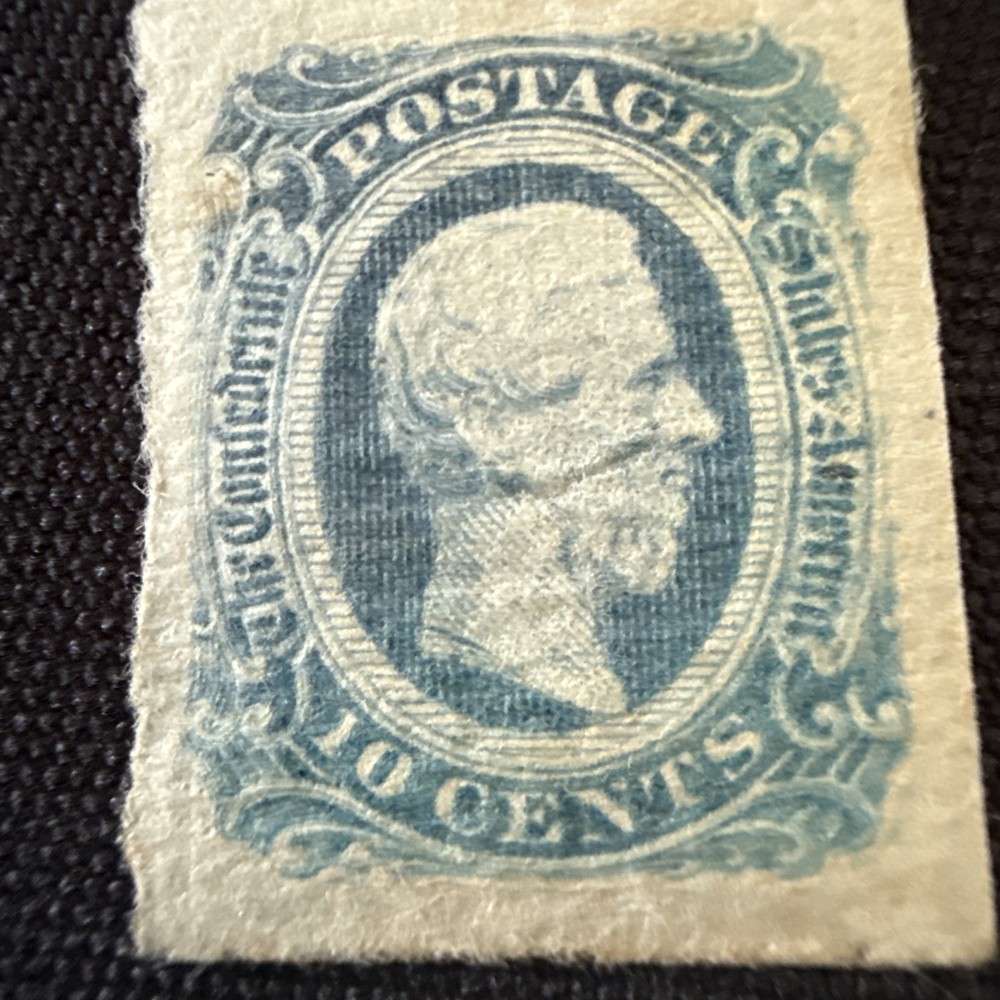 POSTAGE
The Confederate
States of America
10 CENTS